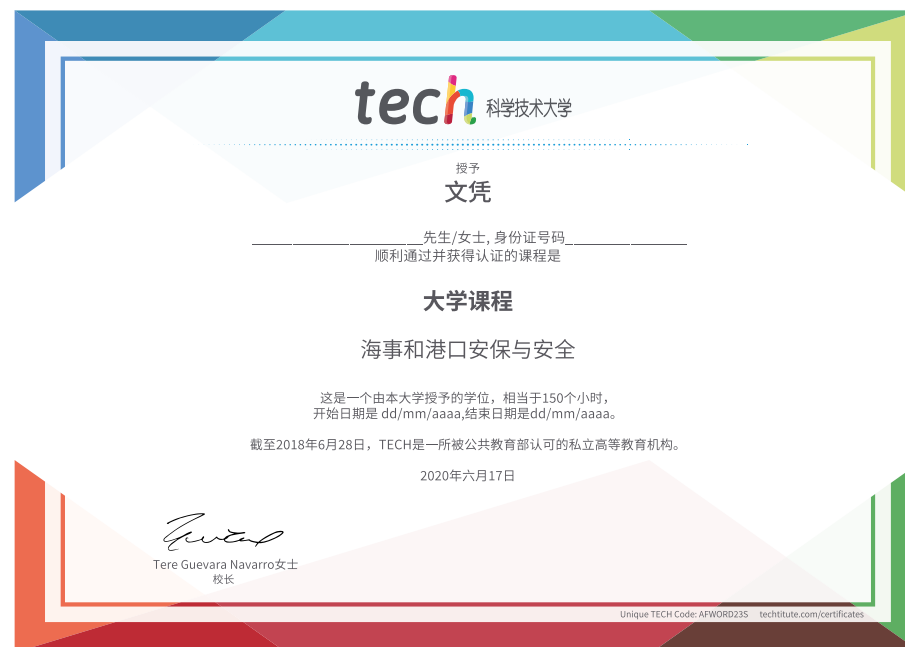 tech 科学技术大学
授予
文凭
______________________先生/女士, 身份证号码________________
顺利通过并获得认证的课程是
大学课程
海事和港口安保与安全
这是一个由本大学授予的学位，相当于150个小时，
开始日期是 dd/mm/aaaa,结束日期是dd/mm/aaaa。
截至2018年6月28日，TECH是一所被公共教育部认可的私立高等教育机构。
2020年六月17日
Tere Guevara Navarro女士
校长
Unique TECH Code: AFWORD23S techtitute.com/certificates